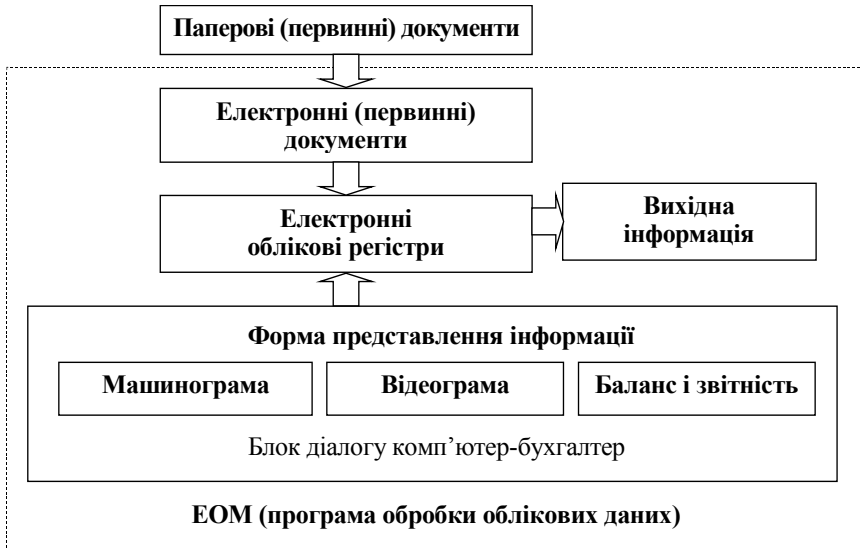 Паперові (первинні) документи
Електронні (первинні)
документи
Електронні
облікові регістри
Вихідна
інформація
Форма представлення інформації
Машинограма
Відеограма
Баланс і звітність
Блок діалогу комп’ютер-бухгалтер
ЕОМ (програма обробки облікових даних)